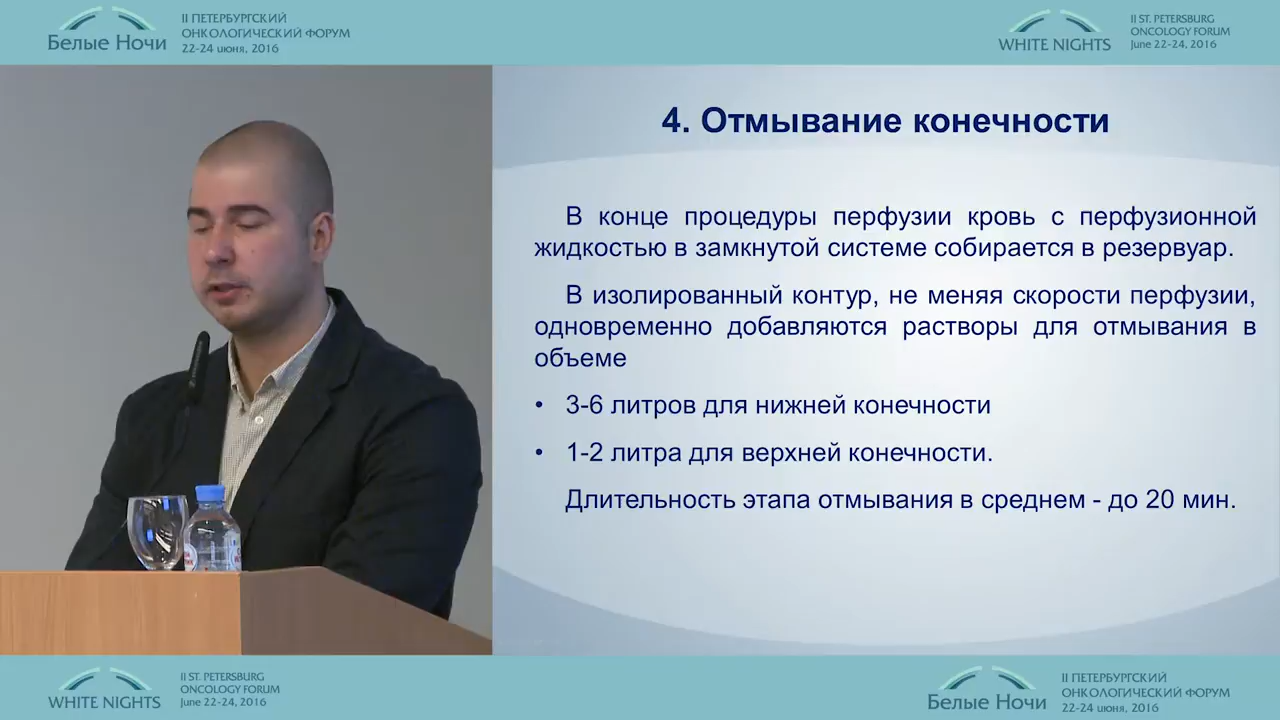 Белые Ночи
II ПЕТЕРБУРГСКИЙ
ОНКОЛОГИЧЕСКИЙ ФОРУМ
22-24 июня, 2016
WHITE NIGHTS
II ST. PETERSBURG
ONCOLOGY FORUM
June 22-24, 2016
4. Отмывание конечности
В конце процедуры перфузии кровь с перфузионной
жидкостью в замкнутой системе собирается в резервуар.
В изолированный контур, не меняя скорости перфузии,
одновременно добавляются растворы для отмывания в
объеме
• 3-6 литров для нижней конечности
• 1-2 литра для верхней конечности.
Длительность этапа отмывания в среднем - до 20 мин.
WHITE NIGHTS
II ST. PETERSBURG
ONCOLOGY FORUM
June 22-24, 2016
Белые Ночи
II ПЕТЕРБУРГСКИЙ
ОНКОЛОГИЧЕСКИЙ ФОРУМ
22-24 июня, 2016